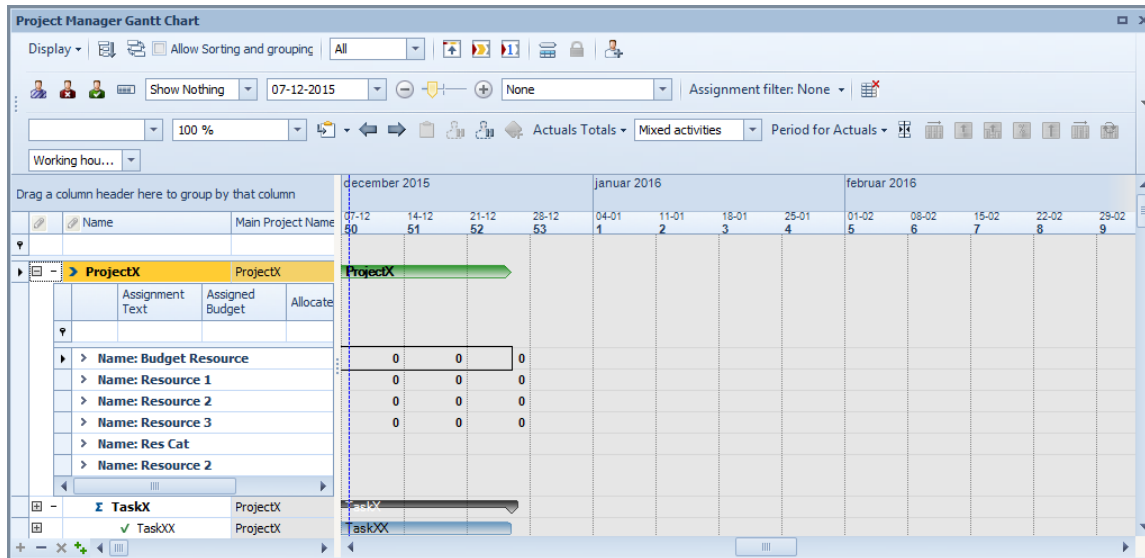 Project Manager Gantt Chart
Display Allow Sorting and grouping All
Show Nothing 07-12-2015 None Assignment filter: None
100 % Actuals Totals Mixed activities Period for Actuals
Working hou...
Drag a column header here to group by that column
december 2015 januar 2016 februar 2016
Name Main Project Name
07-12 14-12 21-12 28-12 04-01 11-01 18-01 25-01 01-02 08-02 15-02 22-02 29-02
50 51 52 53 1 2 3 4 5 6 7 8 9
ProjectX ProjectX ProjectX
Assignment Text Assigned Budget Allocate
Name: Budget Resource 0 0 0
Name: Resource 1 0 0 0
Name: Resource 2 0 0 0
Name: Resource 3 0 0 0
Name: Res Cat
Name: Resource 2
Σ TaskX ProjectX TaskX
TaskXX ProjectX TaskXX